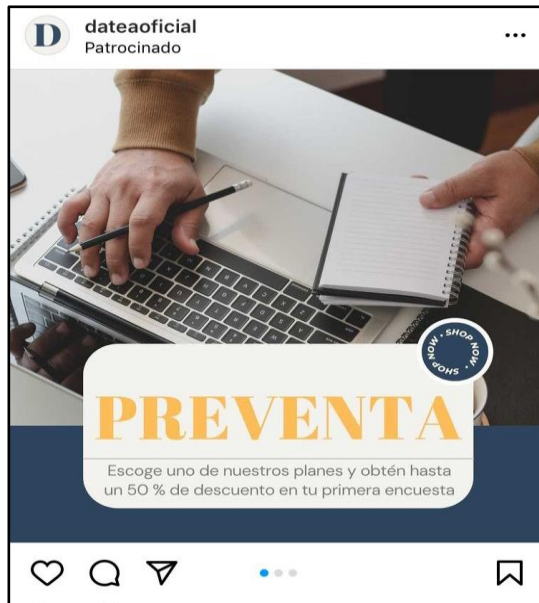 D
dateaoficial
Patrocinado
SHOP NOW · SHOP NOW ·
PREVENTA
Escoge uno de nuestros planes y obtén hasta
un 50 % de descuento en tu primera encuesta